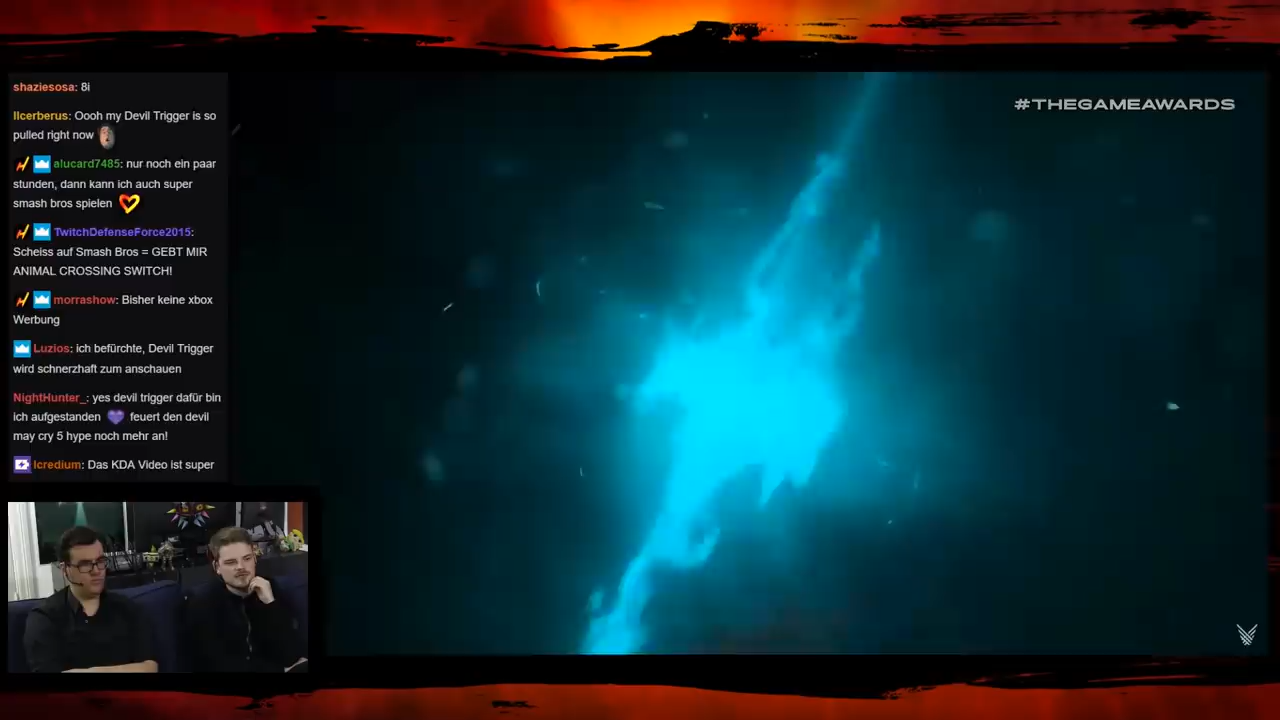 shaziesosa: 8i
#THEGAMEAWARDS
IIcerberus: Oooh my Devil Trigger is so
pulled right now
alucard7485: nur noch ein paar
stunden, dann kann ich auch super
smash bros spielen
TwitchDefenseForce2015:
Scheiss auf Smash Bros = GEBT MIR
ANIMAL CROSSING SWITCH!
morrashow: Bisher keine xbox
Werbung
Luzios: ich befürchte, Devil Trigger
wird schnerzhaft zum anschauen
NightHunter_: yes devil trigger dafür bin
ich aufgestanden feuert den devil
may cry 5 hype noch mehr an!
Icredium: Das KDA Video ist super